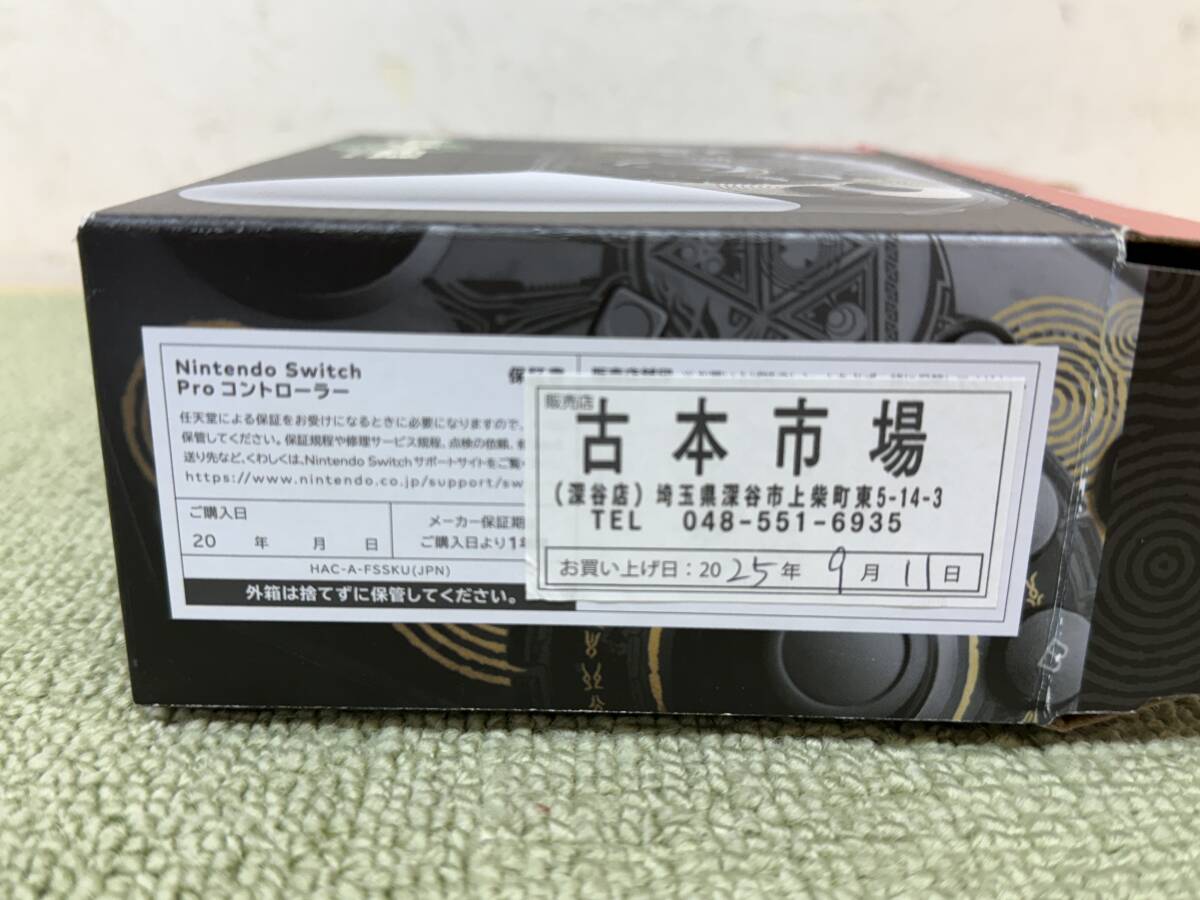 Nintendo Switch
Pro コントローラー
保証書
任天堂による保証をお受けになるときに必要になりますので、
保管してください。保証規程や修理サービス規程、点検の依頼、
送り先など、くわしくは、Nintendo Switch サポートサイトをご覧
https://www.nintendo.co.jp/support/sw
ご購入日
20 年 月 日
メーカー保証期
ご購入日より1年
HAC-A-FSSKU(JPN)
外箱は捨てずに保管してください。
販売店
古本市場
(深谷店) 埼玉県深谷市上柴町東5-14-3
TEL 048-551-6935
お買い上げ日:2025年 9月 11日